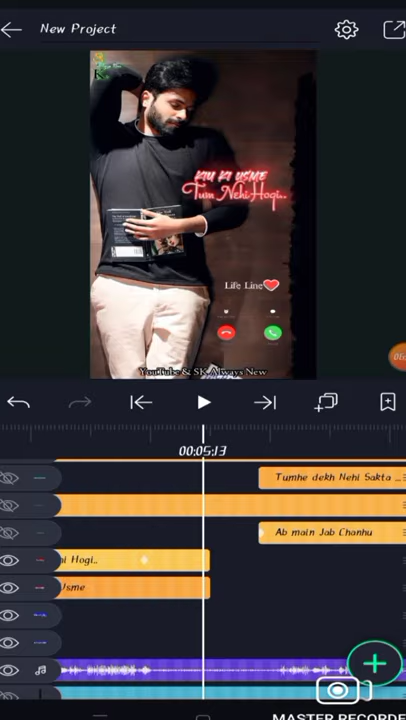 New Project
K
KIU KI USME
Tum Nehi Hogi..
Life Line
YouTube & SK Always New
00:05:13
Tumhe dekh Nehi Sakta ...
Ab main Jab Chanhu
hi Hogi..
Usme
MASTER RECORDE